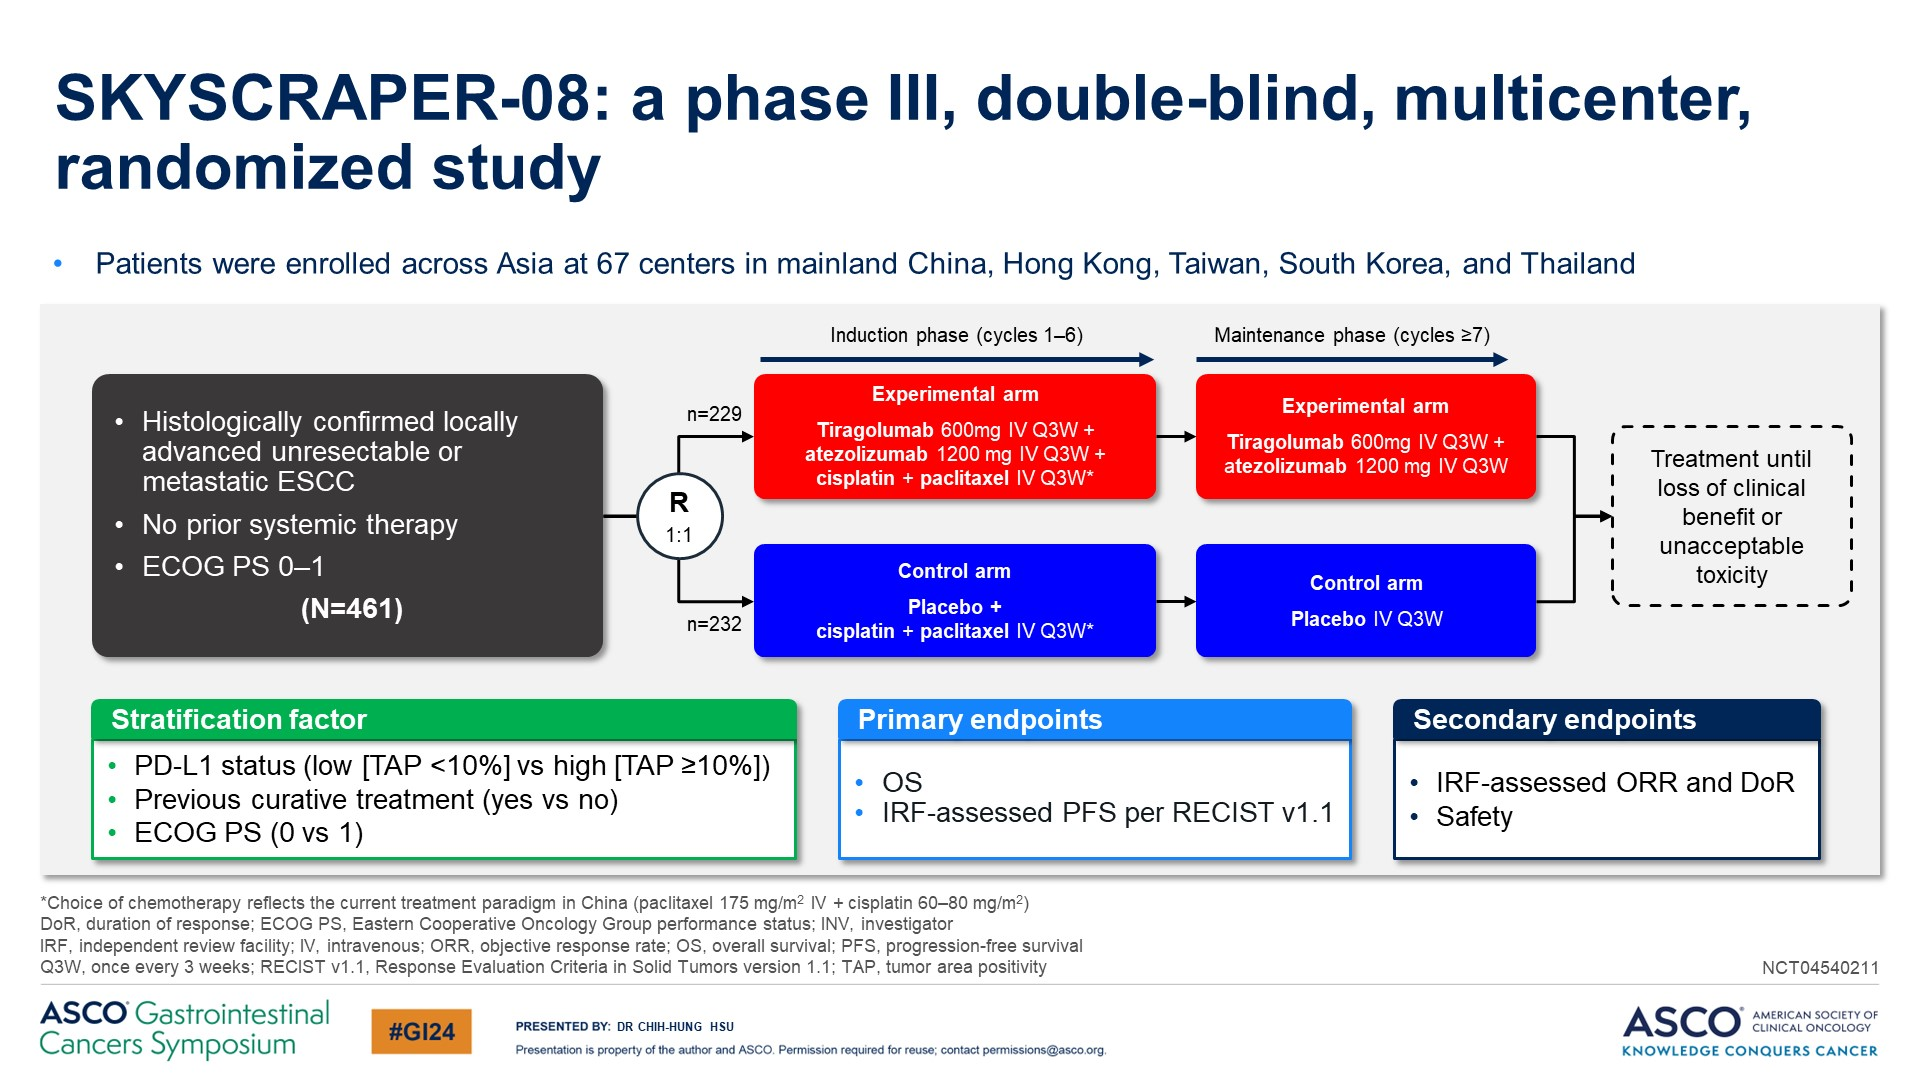 SKYSCRAPER-08: a phase III, double-blind, multicenter,
randomized study
• Patients were enrolled across Asia at 67 centers in mainland China, Hong Kong, Taiwan, South Korea, and Thailand
Induction phase (cycles 1–6)
Maintenance phase (cycles ≥7)
• Histologically confirmed locally
advanced unresectable or
metastatic ESCC
• No prior systemic therapy
• ECOG PS 0–1
(N=461)
R
1:1
n=229
n=232
Experimental arm
Tiragolumab 600mg IV Q3W +
atezolizumab 1200 mg IV Q3W +
cisplatin + paclitaxel IV Q3W*
Experimental arm
Tiragolumab 600mg IV Q3W +
atezolizumab 1200 mg IV Q3W
Control arm
Placebo +
cisplatin + paclitaxel IV Q3W*
Control arm
Placebo IV Q3W
Treatment until
loss of clinical
benefit or
unacceptable
toxicity
Stratification factor
• PD-L1 status (low [TAP <10%] vs high [TAP ≥10%])
• Previous curative treatment (yes vs no)
• ECOG PS (0 vs 1)
Primary endpoints
• OS
• IRF-assessed PFS per RECIST v1.1
Secondary endpoints
• IRF-assessed ORR and DoR
• Safety
*Choice of chemotherapy reflects the current treatment paradigm in China (paclitaxel 175 mg/m2 IV + cisplatin 60–80 mg/m2)
DoR, duration of response; ECOG PS, Eastern Cooperative Oncology Group performance status; INV, investigator
IRF, independent review facility; IV, intravenous; ORR, objective response rate; OS, overall survival; PFS, progression-free survival
Q3W, once every 3 weeks; RECIST v1.1, Response Evaluation Criteria in Solid Tumors version 1.1; TAP, tumor area positivity
NCT04540211
ASCO® Gastrointestinal
Cancers Symposium
#GI24
PRESENTED BY: DR CHIH-HUNG HSU
Presentation is property of the author and ASCO. Permission required for reuse; contact permissions@asco.org.
ASCO® AMERICAN SOCIETY OF
CLINICAL ONCOLOGY
KNOWLEDGE CONQUERS CANCER